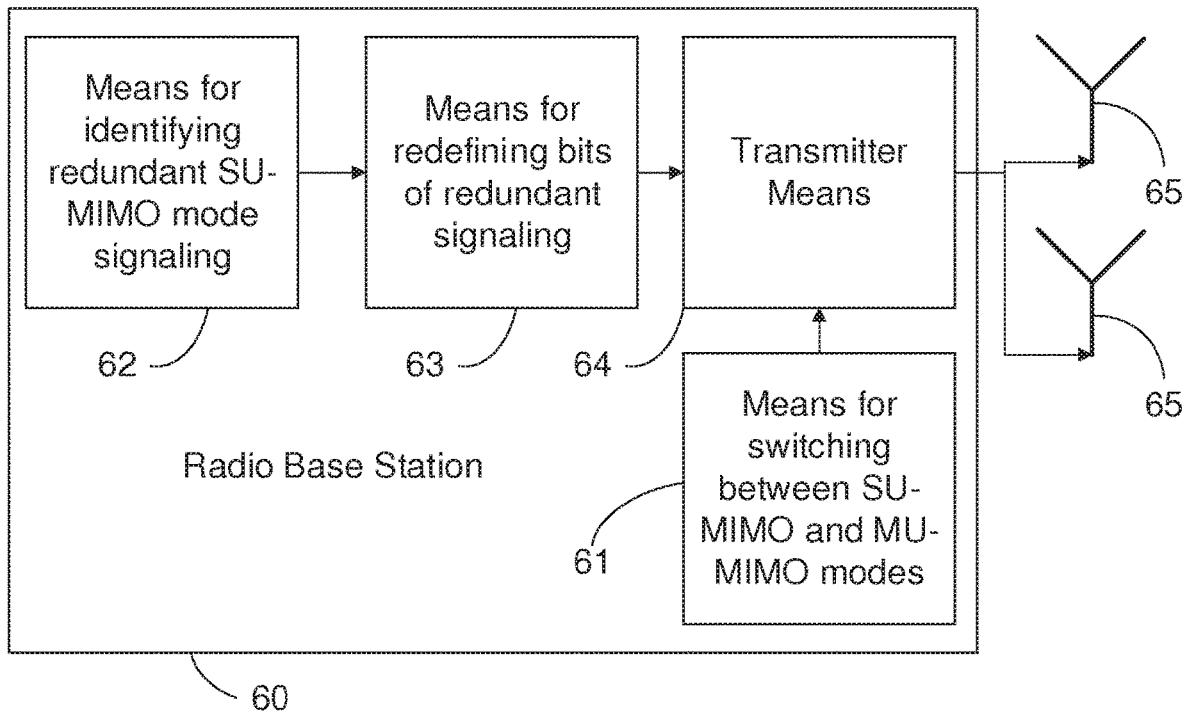 Means for
identifying
redundant SU-
MIMO mode
signaling
Means for
redefining bits
of redundant
signaling
Transmitter
Means
65
62
63
64
65
Means for
switching
between SU-
MIMO and MU-
MIMO modes
Radio Base Station
61
60